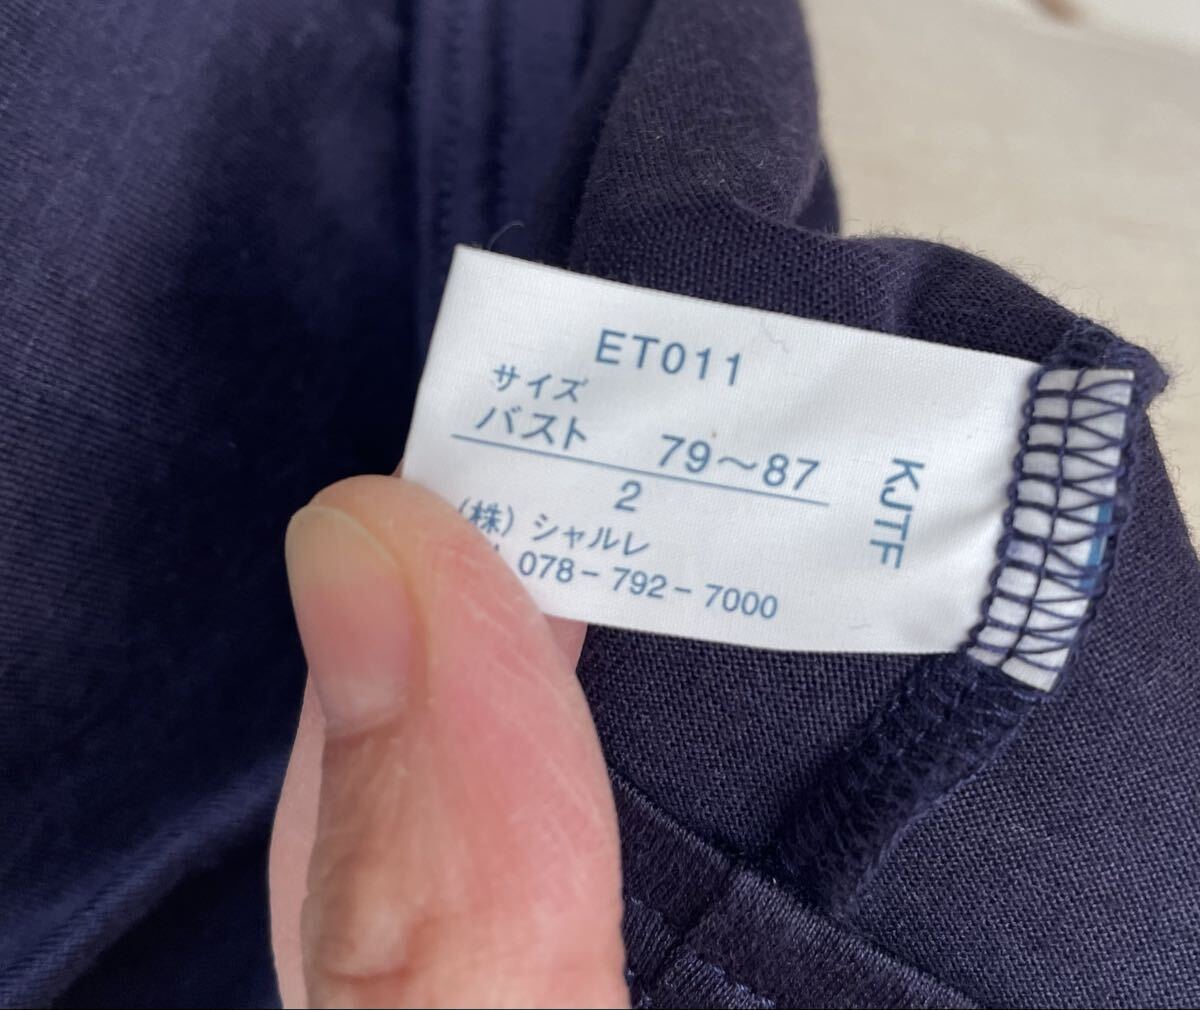 ET011
サイズ
バスト 79〜87
2
(株) シャルレ
078-792-7000
KJTF